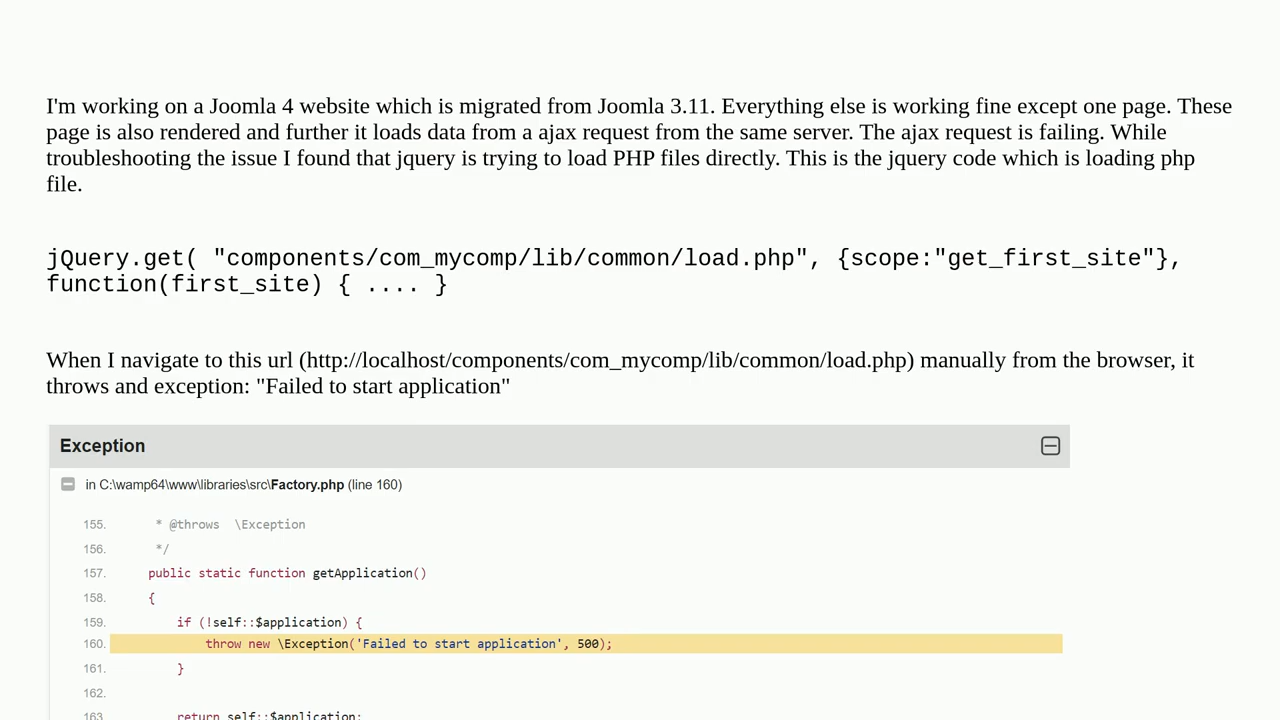 I'm working on a Joomla 4 website which is migrated from Joomla 3.11. Everything else is working fine except one page. These
page is also rendered and further it loads data from a ajax request from the same server. The ajax request is failing. While
troubleshooting the issue I found that jquery is trying to load PHP files directly. This is the jquery code which is loading php
file.
jQuery.get( "components/com_mycomp/lib/common/load.php", {scope:"get_first_site"},
function(first_site) { .... }
When I navigate to this url (http://localhost/components/com_mycomp/lib/common/load.php) manually from the browser, it
throws and exception: "Failed to start application"
Exception
in C:\wamp64\www\libraries\src\Factory.php (line 160)
155. * @throws \Exception
156. */
157. public static function getApplication()
158. {
159. if (!self::$application) {
160. throw new \Exception('Failed to start application', 500);
161. }
162.
163. return self::$application;